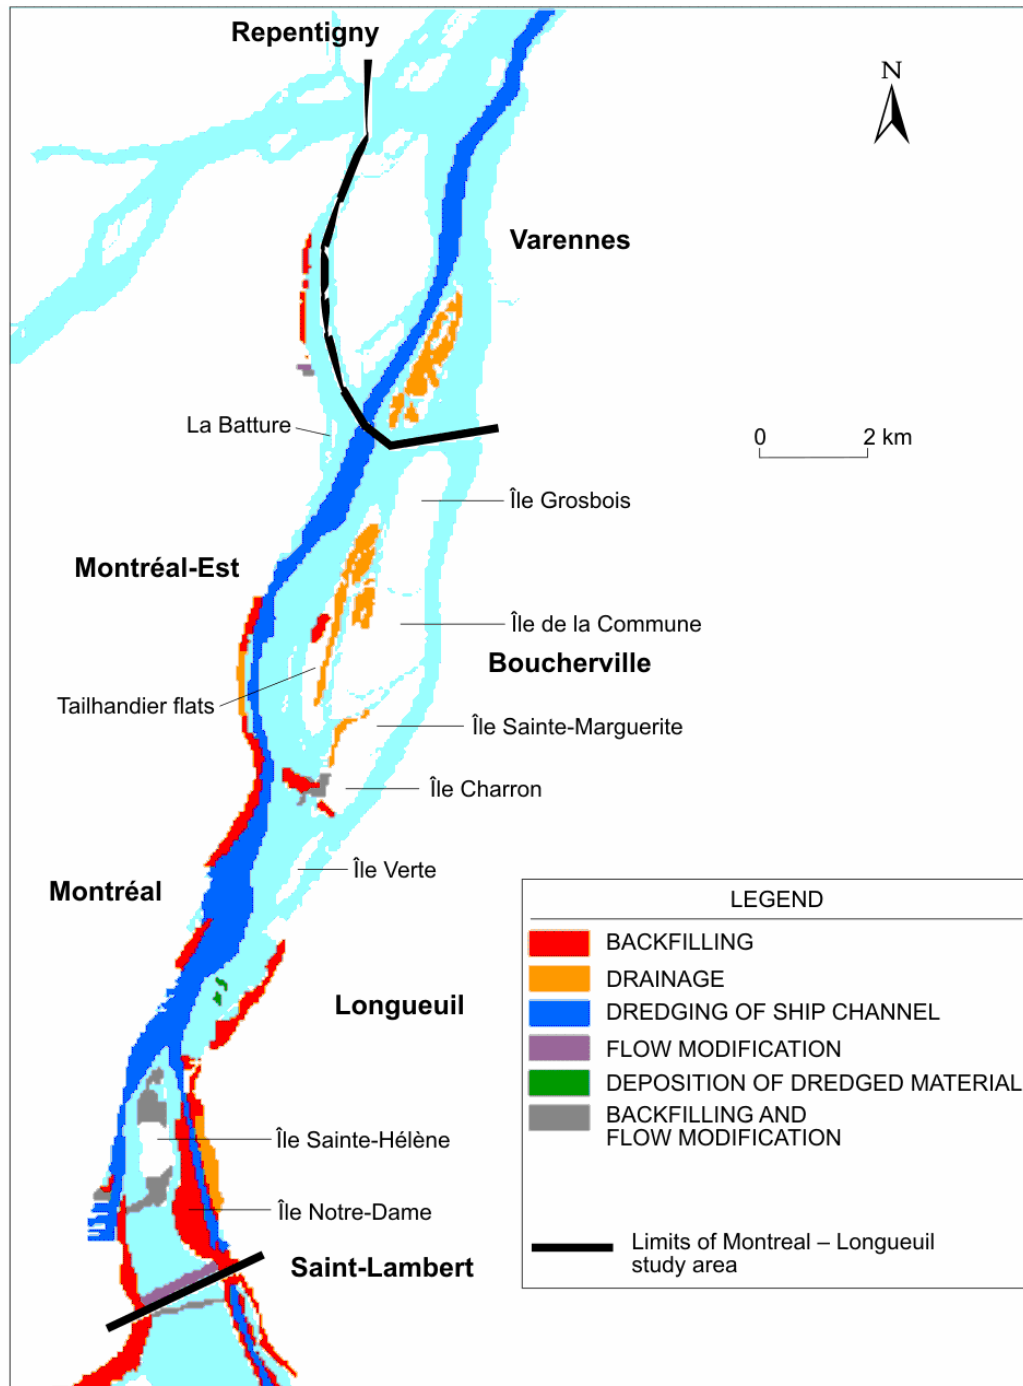 Repentigny
N
Varennes
La Batture
0 2 km
Île Grosbois
Montréal-Est
Île de la Commune
Boucherville
Tailhandier flats
Île Sainte-Marguerite
Île Charron
Île Verte
Montréal
LEGEND
BACKFILLING
DRAINAGE
DREDGING OF SHIP CHANNEL
FLOW MODIFICATION
DEPOSITION OF DREDGED MATERIAL
BACKFILLING AND
FLOW MODIFICATION
Longueuil
Île Sainte-Hélène
Île Notre-Dame
Limits of Montreal – Longueuil
study area
Saint-Lambert